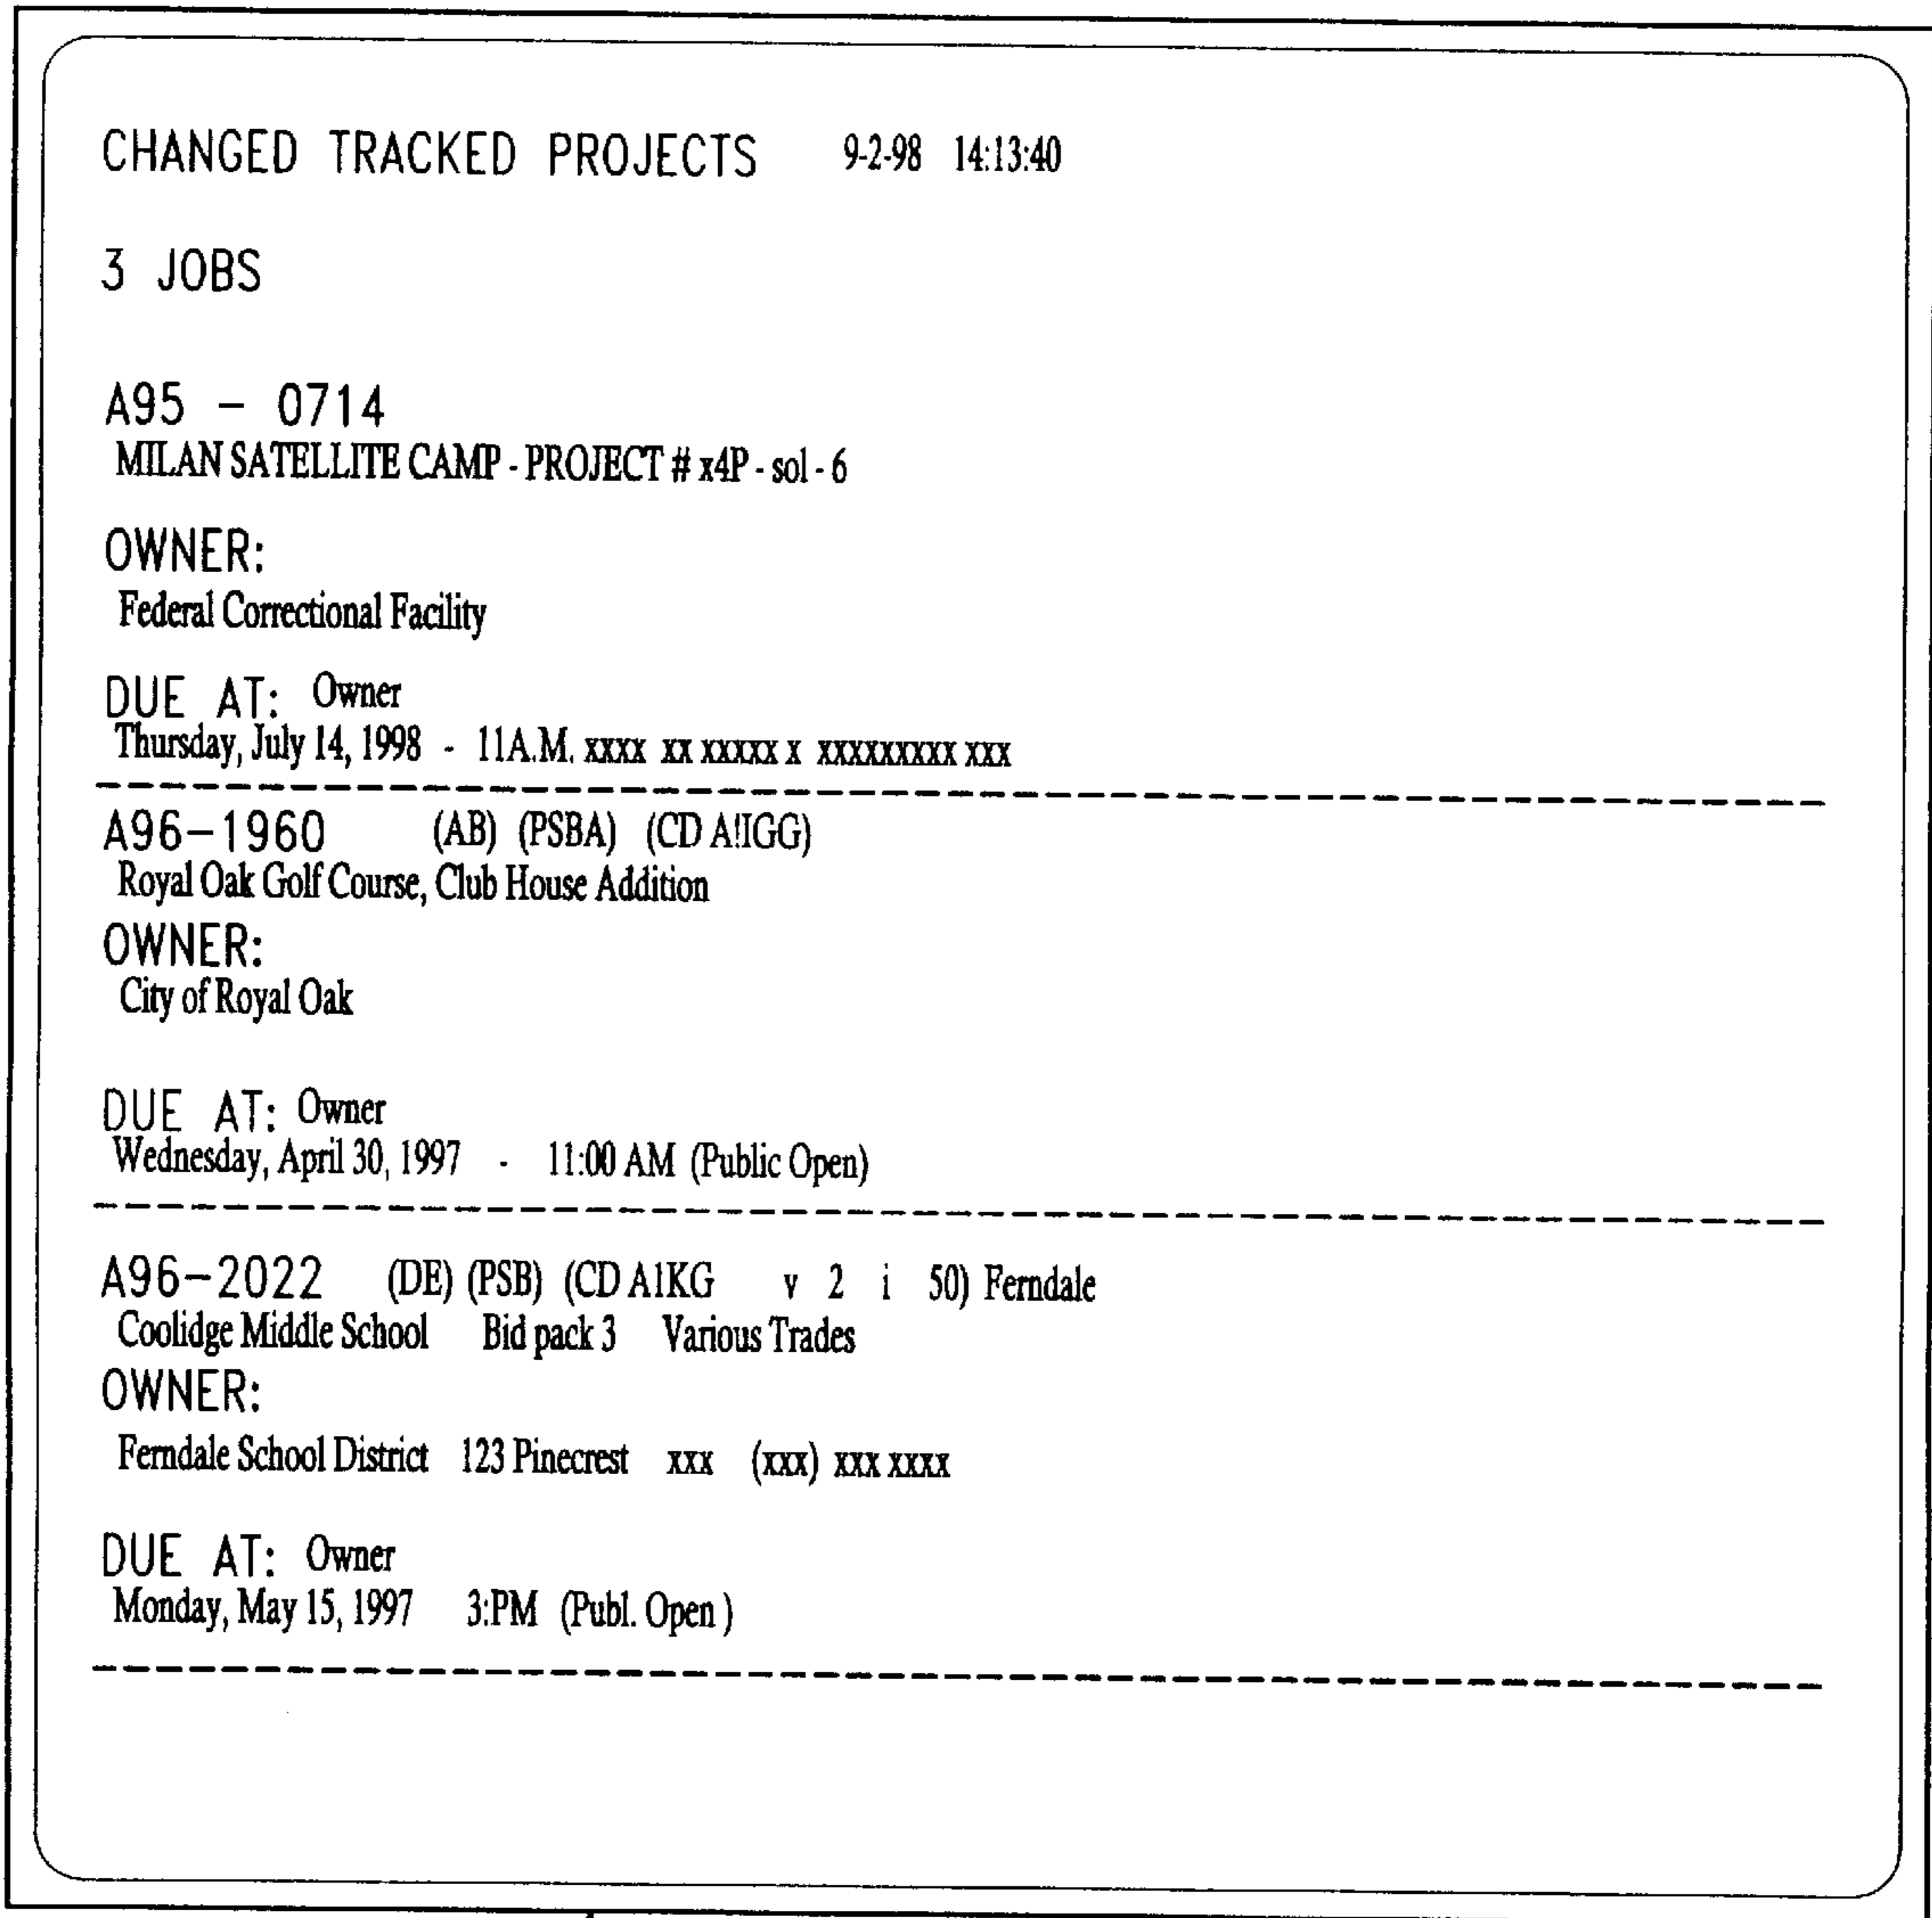 CHANGED TRACKED PROJECTS 9-2-98 14:13:40
3 JOBS
A95 - 0714
MILAN SATELLITE CAMP - PROJECT # x4P - sol - 6
OWNER:
Federal Correctional Facility
DUE AT: Owner
Thursday, July 14, 1998 - 11A.M. xxxx xx xxxxx x xxxxxxxxx xxx
A96-1960 (AB) (PSBA) (CD A!IGG)
Royal Oak Golf Course, Club House Addition
OWNER:
City of Royal Oak
DUE AT: Owner
Wednesday, April 30, 1997 - 11:00 AM (Public Open)
A96-2022 (DE) (PSB) (CD A1KG v 2 i 50) Ferndale
Coolidge Middle School Bid pack 3 Various Trades
OWNER:
Ferndale School District 123 Pinecrest xxx (xxx) xxx xxxx
DUE AT: Owner
Monday, May 15, 1997 3:PM (Publ. Open )